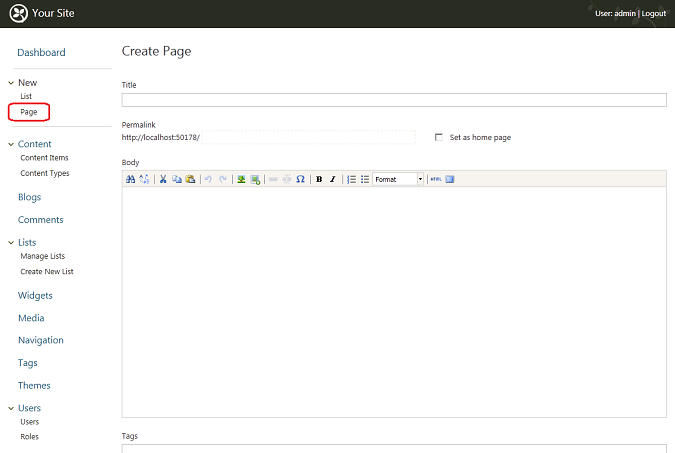 Your Site
User: admin | Logout
Dashboard
New
List
Page
Content
Content Items
Content Types
Blogs
Comments
Lists
Manage Lists
Create New List
Widgets
Media
Navigation
Tags
Themes
Users
Users
Roles
Create Page
Title
Permalink
http://localhost:50178/
Set as home page
Body
B I Format HTML
Tags